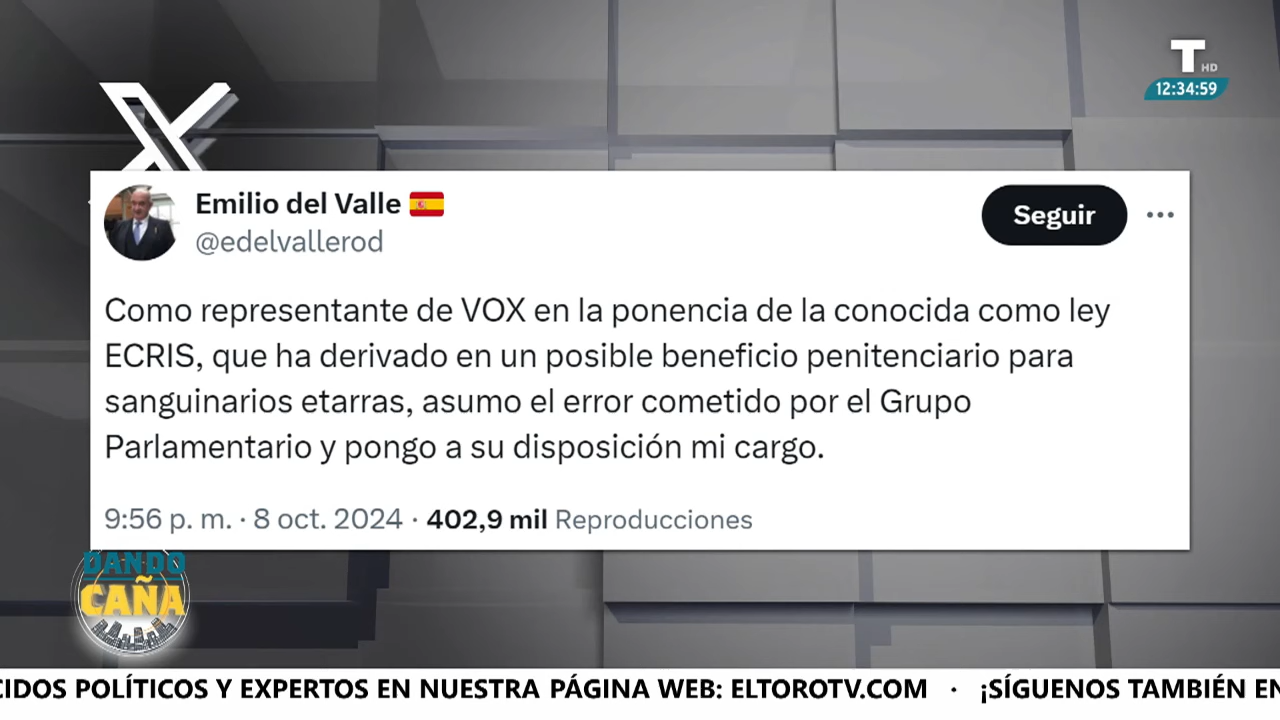 T HD
12:34:59
X
Emilio del Valle
@edelvallerod
Seguir
Como representante de VOX en la ponencia de la conocida como ley
ECRIS, que ha derivado en un posible beneficio penitenciario para
sanguinarios etarras, asumo el error cometido por el Grupo
Parlamentario y pongo a su disposición mi cargo.
9:56 p. m. · 8 oct. 2024 · 402,9 mil Reproducciones
DANDO
CAÑA
CIDOS POLÍTICOS Y EXPERTOS EN NUESTRA PÁGINA WEB: ELTOROTV.COM · ¡SÍGUENOS TAMBIÉN EN